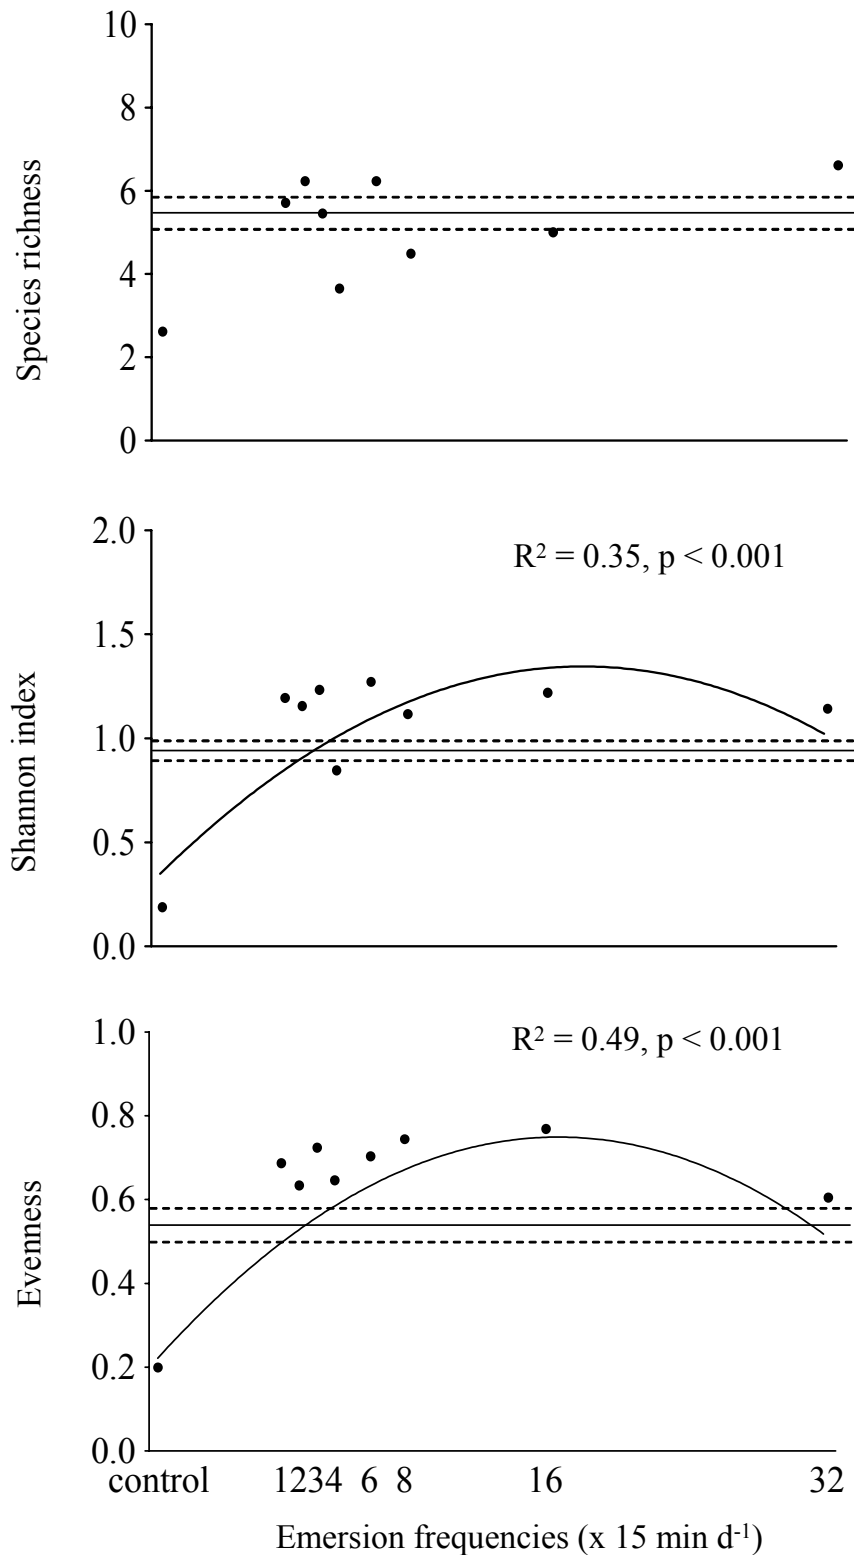 10
8
6
4
2
0
Species richness
2.0
1.5
1.0
0.5
0.0
Shannon index
R² = 0.35, p < 0.001
1.0
0.8
0.6
0.4
0.2
0.0
Evenness
R² = 0.49, p < 0.001
control 1234 6 8 16 32
Emersion frequencies (x 15 min d⁻¹)